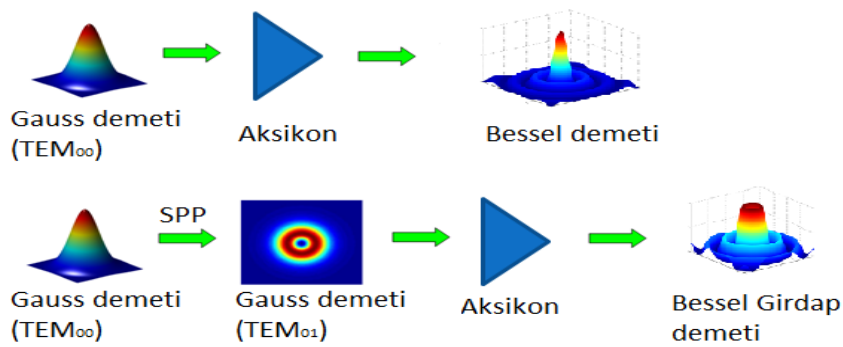 Gauss demeti
(TEM₀₀)
Aksikon
Bessel demeti
SPP
Gauss demeti
(TEM₀₀)
Gauss demeti
(TEM₀₁)
Aksikon
Bessel Girdap
demeti